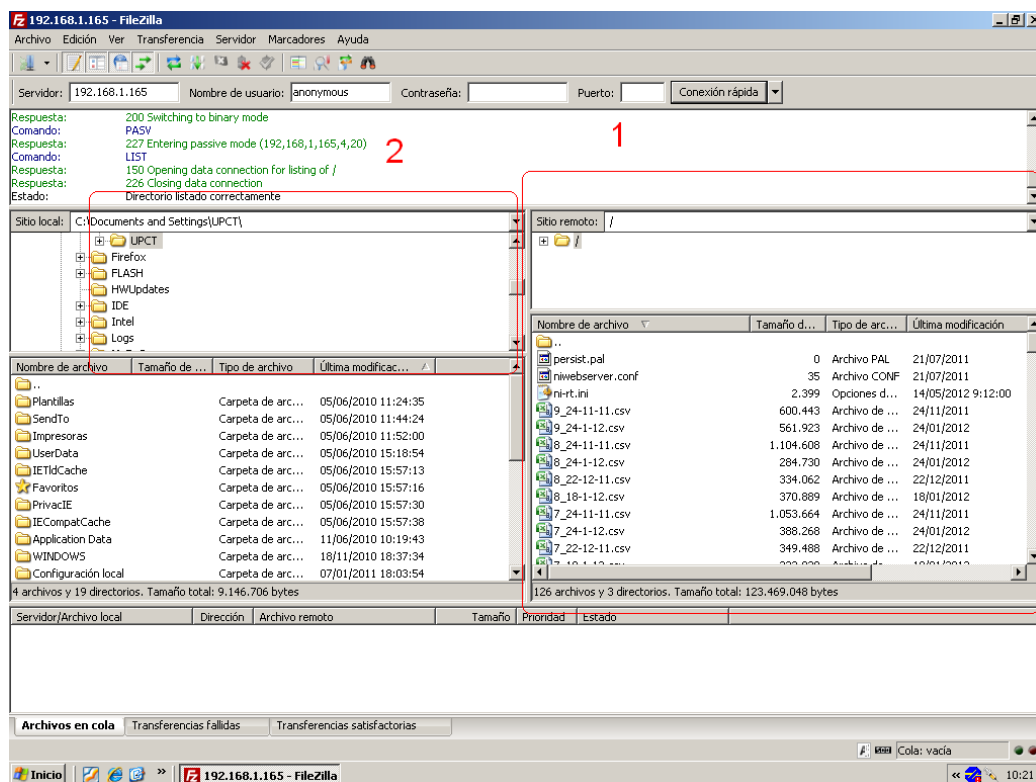 192.168.1.165 - FileZilla
Archivo Edición Ver Transferencia Servidor Marcadores Ayuda
Servidor: 192.168.1.165 Nombre de usuario: anonymous Contraseña: Puerto: Conexión rápida
Respuesta: 200 Switching to binary mode
Comando: PASV
Respuesta: 227 Entering passive mode (192,168,1,165,4,20)
Comando: LIST
Respuesta: 150 Opening data connection for listing of /
Respuesta: 226 Closing data connection
Estado: Directorio listado correctamente
2
1
Sitio local: C:\Documents and Settings\UPCT\
UPCT
Firefox
FLASH
HWUpdates
IDE
Intel
Logs
Nombre de archivo Tamaño de ... Tipo de archivo Última modificac...
..
Plantillas Carpeta de arc... 05/06/2010 11:24:35
SendTo Carpeta de arc... 05/06/2010 11:44:24
Impresoras Carpeta de arc... 05/06/2010 11:52:00
UserData Carpeta de arc... 05/06/2010 15:18:54
IETldCache Carpeta de arc... 05/06/2010 15:57:13
Favoritos Carpeta de arc... 05/06/2010 15:57:16
PrivacIE Carpeta de arc... 05/06/2010 15:57:30
IECompatCache Carpeta de arc... 05/06/2010 15:57:38
Application Data Carpeta de arc... 11/06/2010 10:19:43
WINDOWS Carpeta de arc... 18/11/2010 18:37:34
Configuración local Carpeta de arc... 07/01/2011 18:03:54
4 archivos y 19 directorios. Tamaño total: 9.146.706 bytes
Sitio remoto: /
/
Nombre de archivo Tamaño d... Tipo de arc... Última modificación
..
persist.pal 0 Archivo PAL 21/07/2011
niwebserver.conf 35 Archivo CONF 21/07/2011
ni-rt.ini 2.399 Opciones d... 14/05/2012 9:12:00
9_24-11-11.csv 600.443 Archivo de ... 24/11/2011
9_24-1-12.csv 561.923 Archivo de ... 24/01/2012
8_24-11-11.csv 1.104.608 Archivo de ... 24/11/2011
8_24-1-12.csv 284.730 Archivo de ... 24/01/2012
8_22-12-11.csv 334.062 Archivo de ... 22/12/2011
8_18-1-12.csv 370.889 Archivo de ... 18/01/2012
7_24-11-11.csv 1.053.664 Archivo de ... 24/11/2011
7_24-1-12.csv 388.268 Archivo de ... 24/01/2012
7_22-12-11.csv 349.488 Archivo de ... 22/12/2011
126 archivos y 3 directorios. Tamaño total: 123.469.048 bytes
Servidor/Archivo local Dirección Archivo remoto Tamaño Prioridad Estado
Archivos en cola Transferencias fallidas Transferencias satisfactorias
Cola: vacía
Inicio » 192.168.1.165 - FileZilla « 10:21